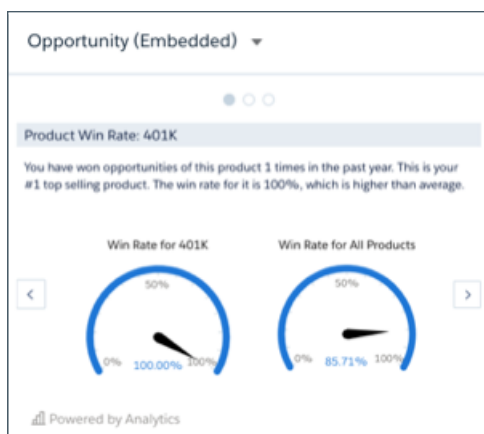 Opportunity (Embedded)
Product Win Rate: 401K
You have won opportunities of this product 1 times in the past year. This is your
#1 top selling product. The win rate for it is 100%, which is higher than average.
Win Rate for 401K
Win Rate for All Products
50%
50%
0%
100.00%
100%
0%
85.71%
100%
Powered by Analytics